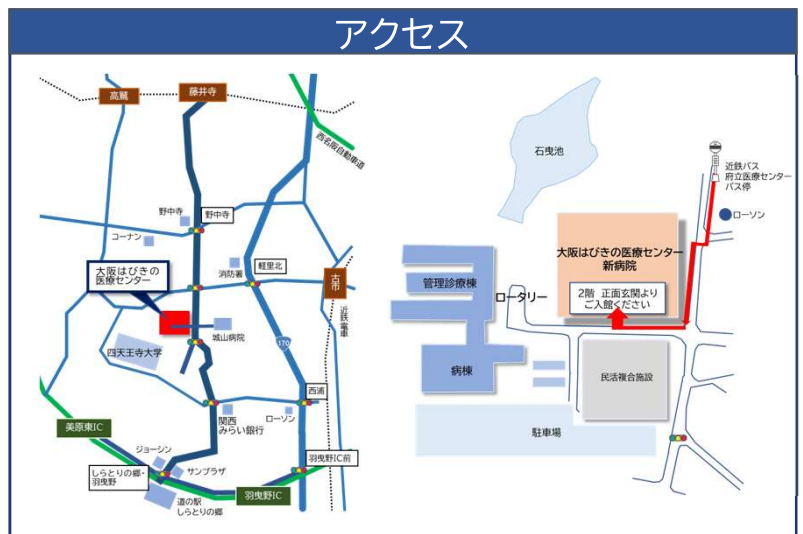 アクセス
高鷲
藤井寺
西名阪自動車道
野中寺
野中寺
コーナン
大阪はびきの
医療センター
消防署
軽里北
古市
近鉄電車
城山病院
四天王寺大学
170
西浦
関西
みらい銀行
ローソン
美原東IC
ジョーシン
サンプラザ
しらとりの郷・
羽曳野
羽曳野IC前
羽曳野IC
道の駅
しらとりの郷
石曳池
近鉄バス
府立医療センター
バス停
ローソン
大阪はびきの医療センター
新病院
管理診療棟
ロータリー
2階 正面玄関より
ご入館ください
病棟
民活複合施設
駐車場